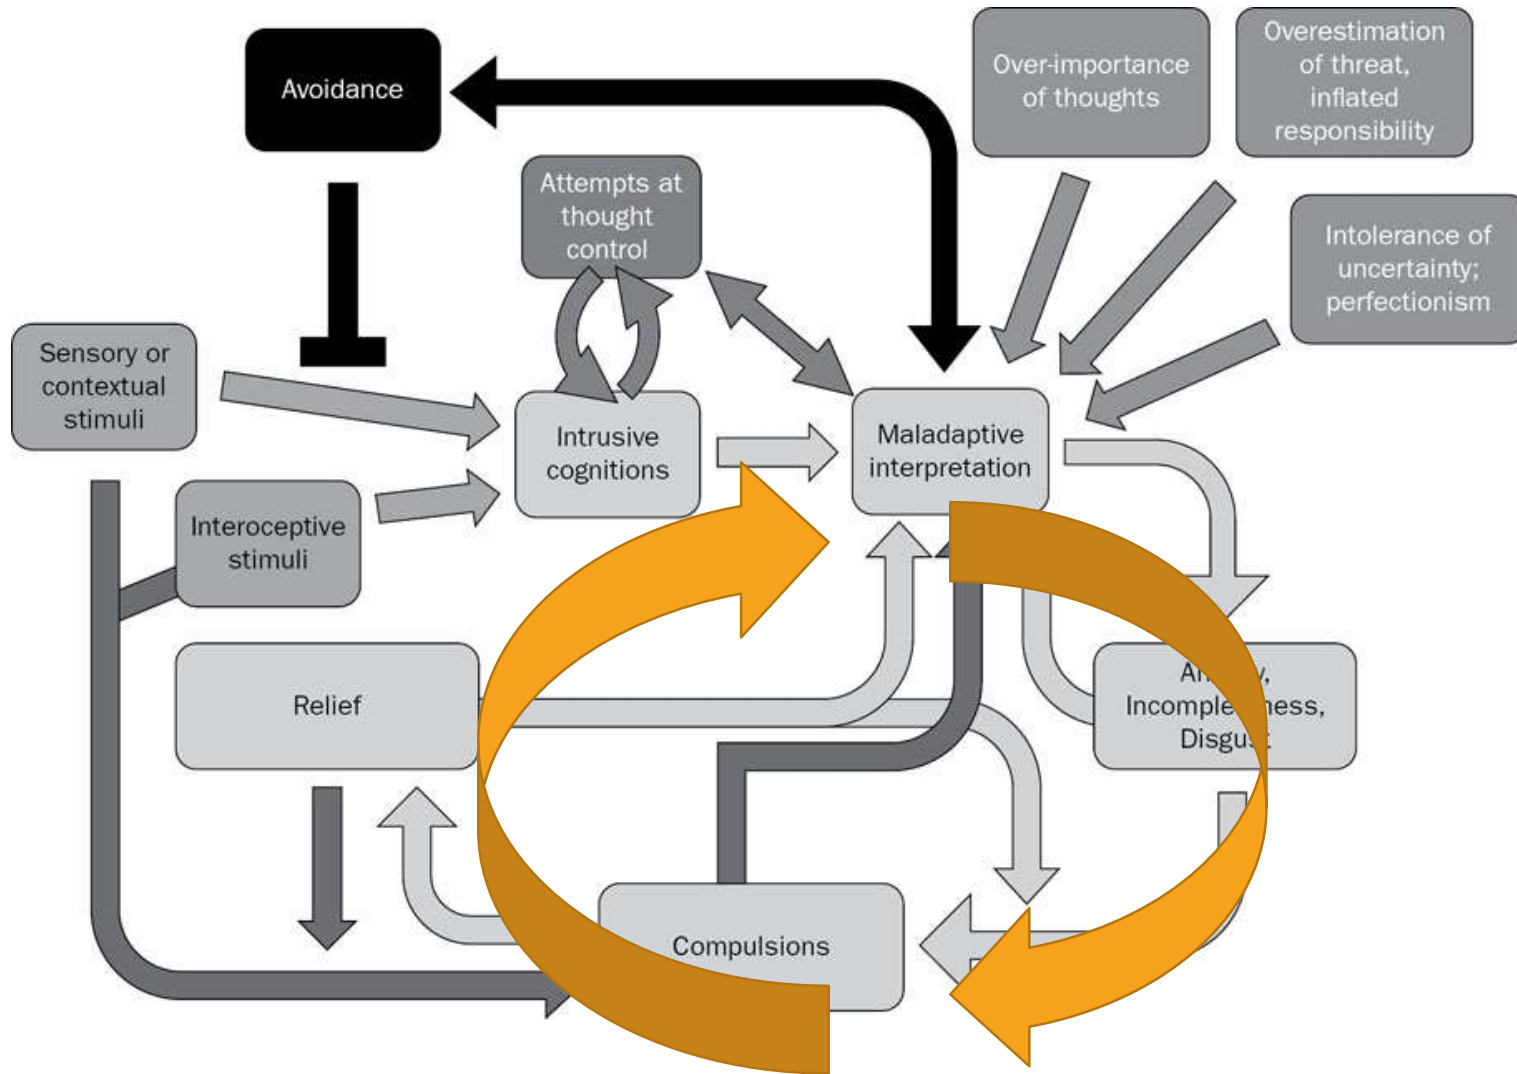 Avoidance
Over-importance
of thoughts
Overestimation
of threat,
inflated
responsibility
Attempts at
thought
control
Intolerance of
uncertainty;
perfectionism
Sensory or
contextual
stimuli
Intrusive
cognitions
Maladaptive
interpretation
Interoceptive
stimuli
Relief
Disgust
Compulsions